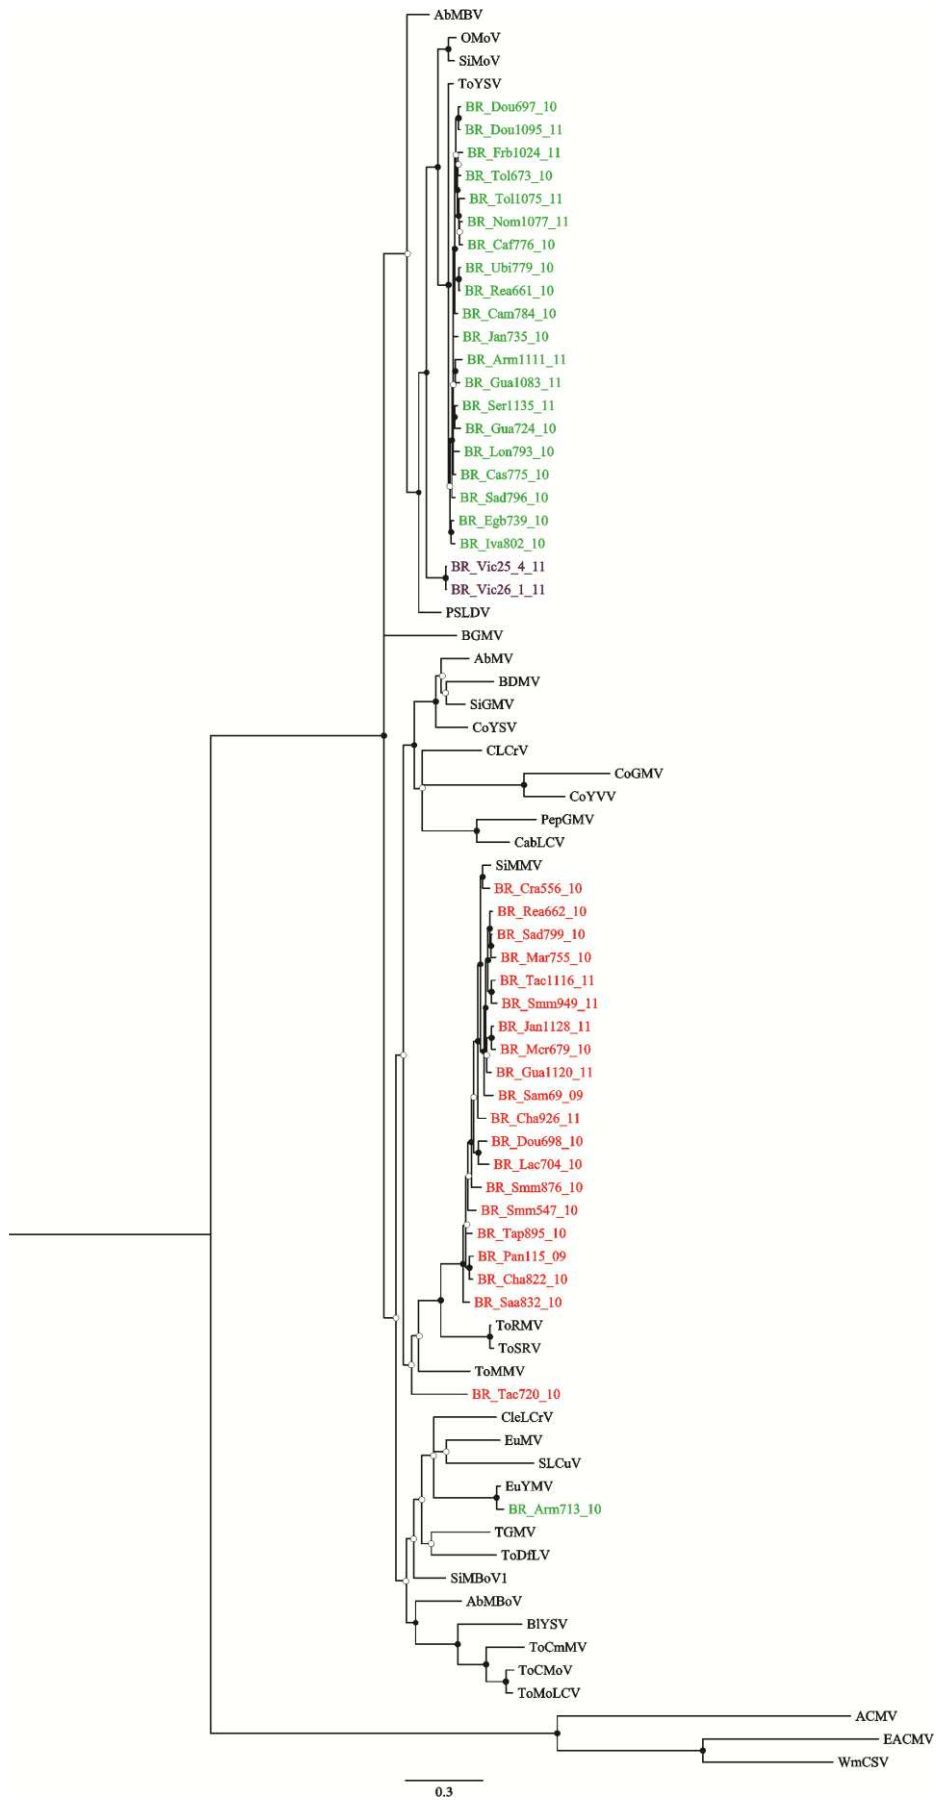 AbMBV
OMoV
SiMoV
ToYSV
BR_Dou697_10
BR_Dou1095_11
BR_Frb1024_11
BR_Tol673_10
BR_Tol1075_11
BR_Nom1077_11
BR_Caf776_10
BR_Ubi779_10
BR_Rea661_10
BR_Cam784_10
BR_Jan735_10
BR_Arm1111_11
BR_Gua1083_11
BR_Ser1135_11
BR_Gua724_10
BR_Lon793_10
BR_Cas775_10
BR_Sad796_10
BR_Egb739_10
BR_Iva802_10
BR_Vic25_4_11
BR_Vic26_1_11
PSLDV
BGMV
AbMV
BDMV
SiGMV
CoYSV
CLCrV
CoGMV
CoYVV
PepGMV
CabLCV
SiMMV
BR_Cra556_10
BR_Rea662_10
BR_Sad799_10
BR_Mar755_10
BR_Tac1116_11
BR_Smm949_11
BR_Jan1128_11
BR_Mcr679_10
BR_Gua1120_11
BR_Sam69_09
BR_Cha926_11
BR_Dou698_10
BR_Lac704_10
BR_Smm876_10
BR_Smm547_10
BR_Tap895_10
BR_Pan115_09
BR_Cha822_10
BR_Saa832_10
ToRMV
ToSRV
ToMMV
BR_Tac720_10
CleLCrV
EuMV
SLCuV
EuYMV
BR_Arm713_10
TGMV
ToDfLV
SiMBoV1
AbMBoV
BlYSV
ToCmMV
ToCMoV
ToMoLCV
ACMV
EACMV
WmCSV
0.3